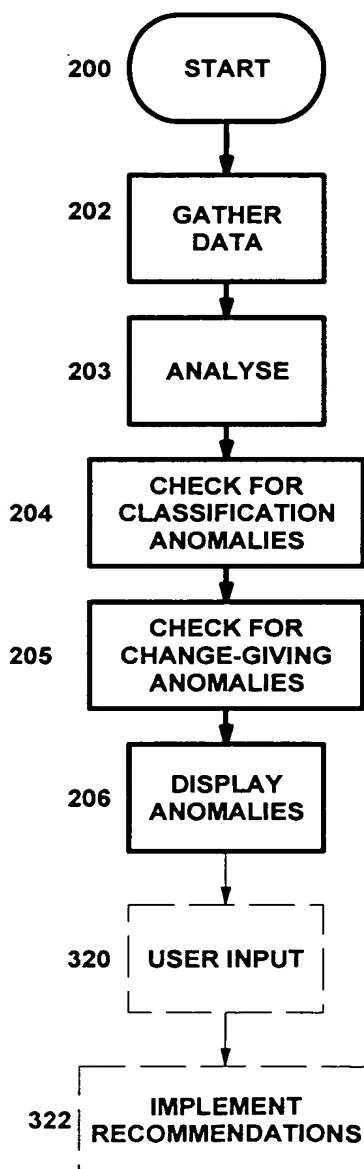 200 START
202 GATHER
DATA
203 ANALYSE
204 CHECK FOR
CLASSIFICATION
ANOMALIES
205 CHECK FOR
CHANGE-GIVING
ANOMALIES
206 DISPLAY
ANOMALIES
320 USER INPUT
322 IMPLEMENT
RECOMMENDATIONS